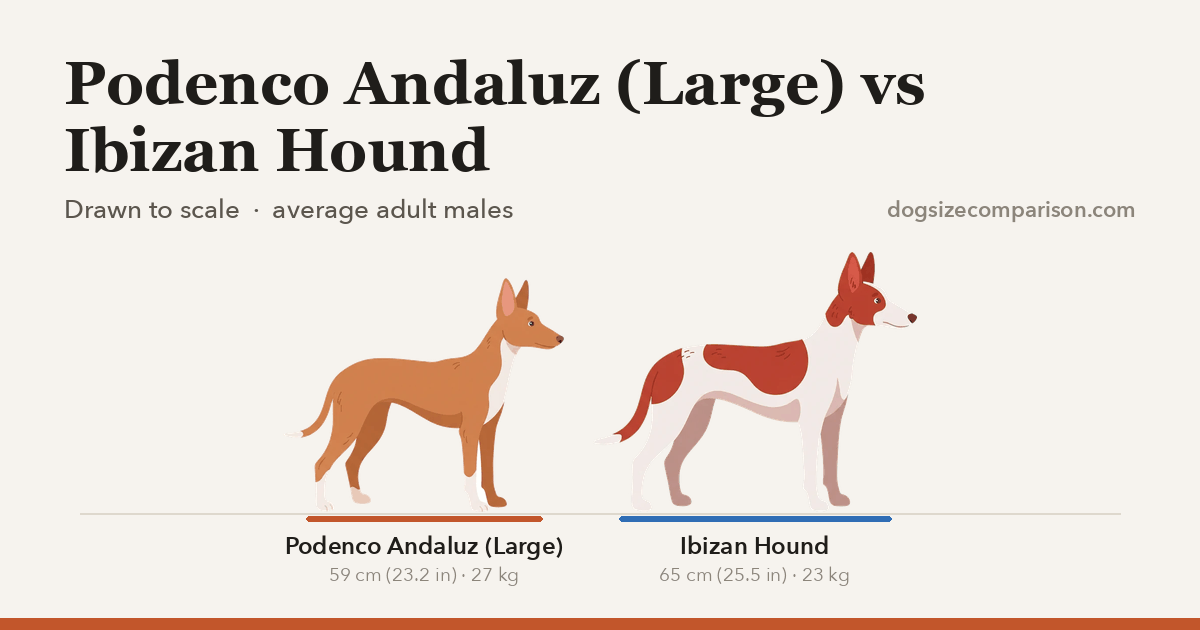 Podenco Andaluz (Large) vs
Ibizan Hound
Drawn to scale · average adult males
dogsizecomparison.com
Podenco Andaluz (Large)
59 cm (23.2 in) · 27 kg
Ibizan Hound
65 cm (25.5 in) · 23 kg